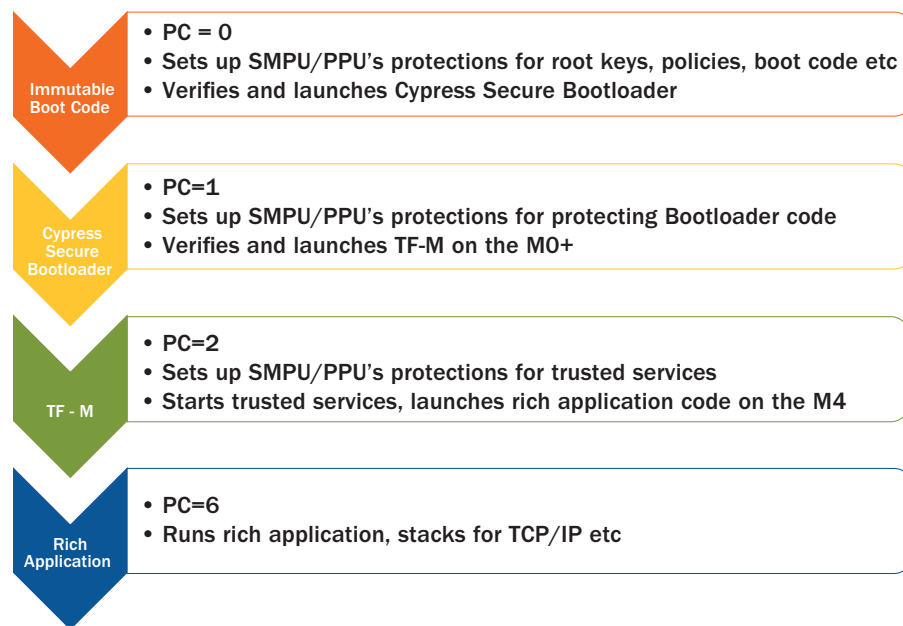 Immutable
Boot Code
• PC = 0
• Sets up SMPU/PPU's protections for root keys, policies, boot code etc
• Verifies and launches Cypress Secure Bootloader
Cypress
Secure
Bootloader
• PC=1
• Sets up SMPU/PPU's protections for protecting Bootloader code
• Verifies and launches TF-M on the M0+
TF - M
• PC=2
• Sets up SMPU/PPU's protections for trusted services
• Starts trusted services, launches rich application code on the M4
Rich
Application
• PC=6
• Runs rich application, stacks for TCP/IP etc